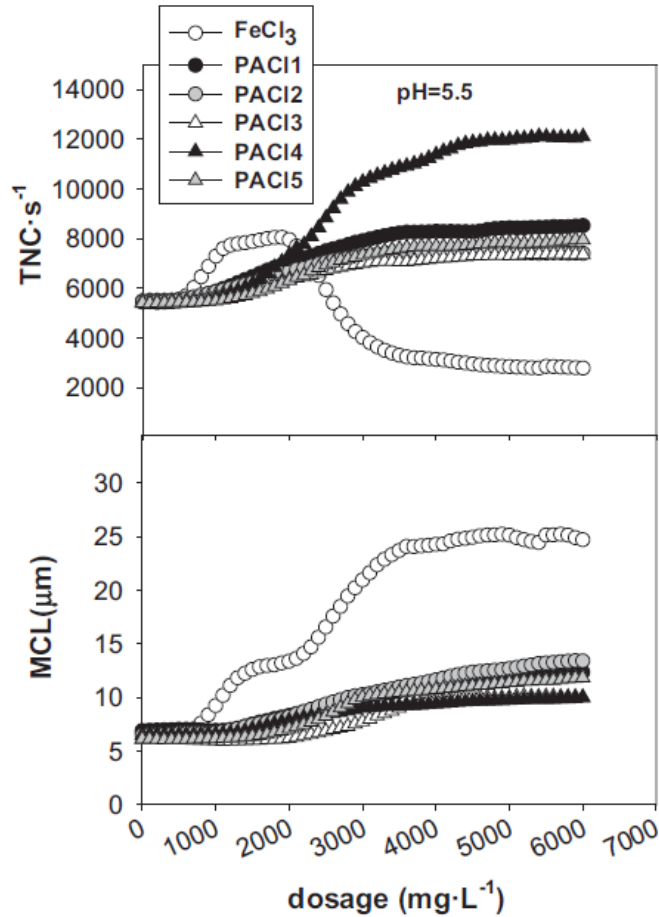 FeCl3
PACl1
PACl2
PACl3
PACl4
PACl5
pH=5.5
14000
12000
10000
8000
6000
4000
2000
TNC·s-1
30
25
20
15
10
5
0
MCL(μm)
0 1000 2000 3000 4000 5000 6000 7000
dosage (mg·L-1)